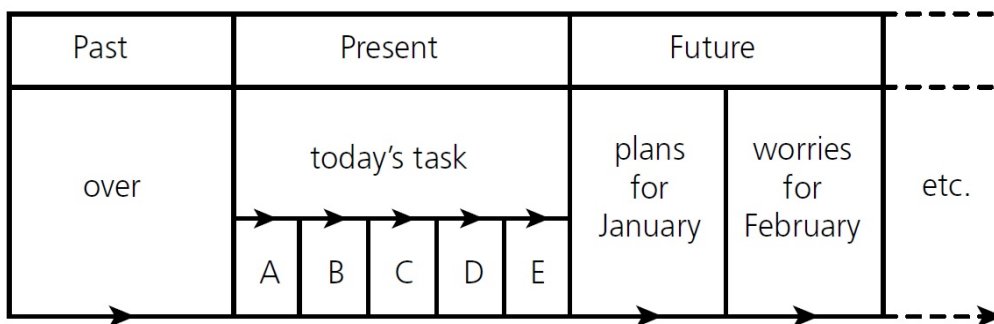 Past
Present
Future
over
today's task
A
B
C
D
E
plans
for
January
worries
for
February
etc.